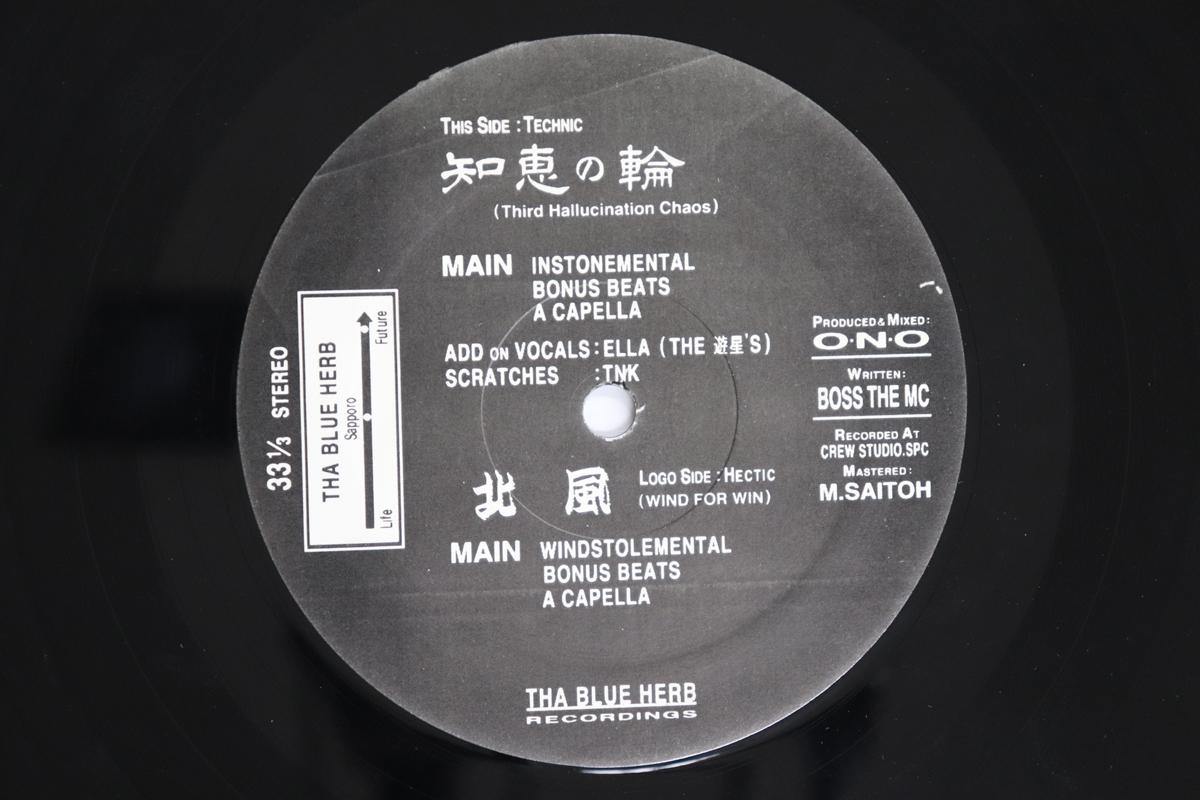 THIS SIDE : TECHNIC
知恵の輪
(Third Hallucination Chaos)
MAIN INSTONEMENTAL
BONUS BEATS
A CAPELLA
ADD ON VOCALS : ELLA (THE 遊星'S)
SCRATCHES : TNK
北風
LOGO SIDE : HECTIC
(WIND FOR WIN)
MAIN WINDSTOLEMENTAL
BONUS BEATS
A CAPELLA
THA BLUE HERB
RECORDINGS
33 1/3 STEREO
THA BLUE HERB
Sapporo
Life
Future
PRODUCED & MIXED :
O·N·O
WRITTEN :
BOSS THE MC
RECORDED AT
CREW STUDIO.SPC
MASTERED :
M.SAITOH